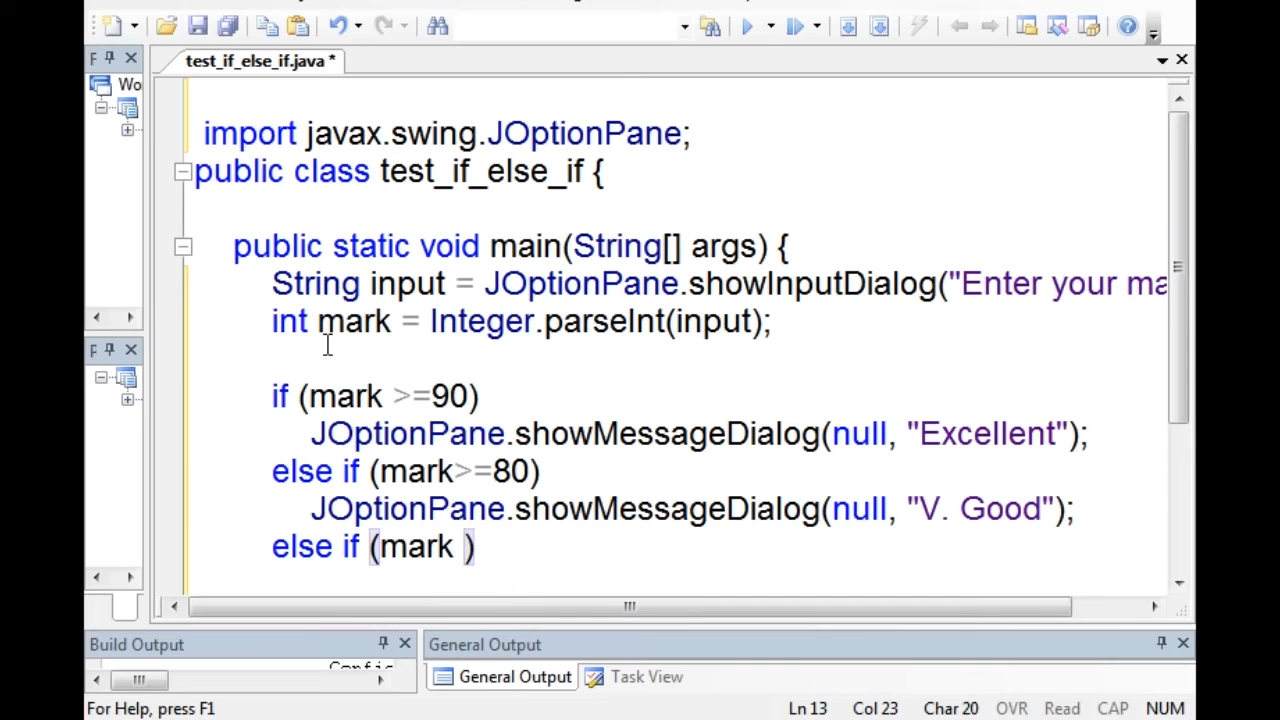 test_if_else_if.java *
F
Wo
import javax.swing.JOptionPane;
public class test_if_else_if {
public static void main(String[] args) {
String input = JOptionPane.showInputDialog("Enter your ma
int mark = Integer.parseInt(input);
if (mark >=90)
JOptionPane.showMessageDialog(null, "Excellent");
else if (mark>=80)
JOptionPane.showMessageDialog(null, "V. Good");
else if (mark )
F
Build Output
General Output
Config
General Output Task View
For Help, press F1
Ln 13 Col 23 Char 20 OVR Read CAP NUM